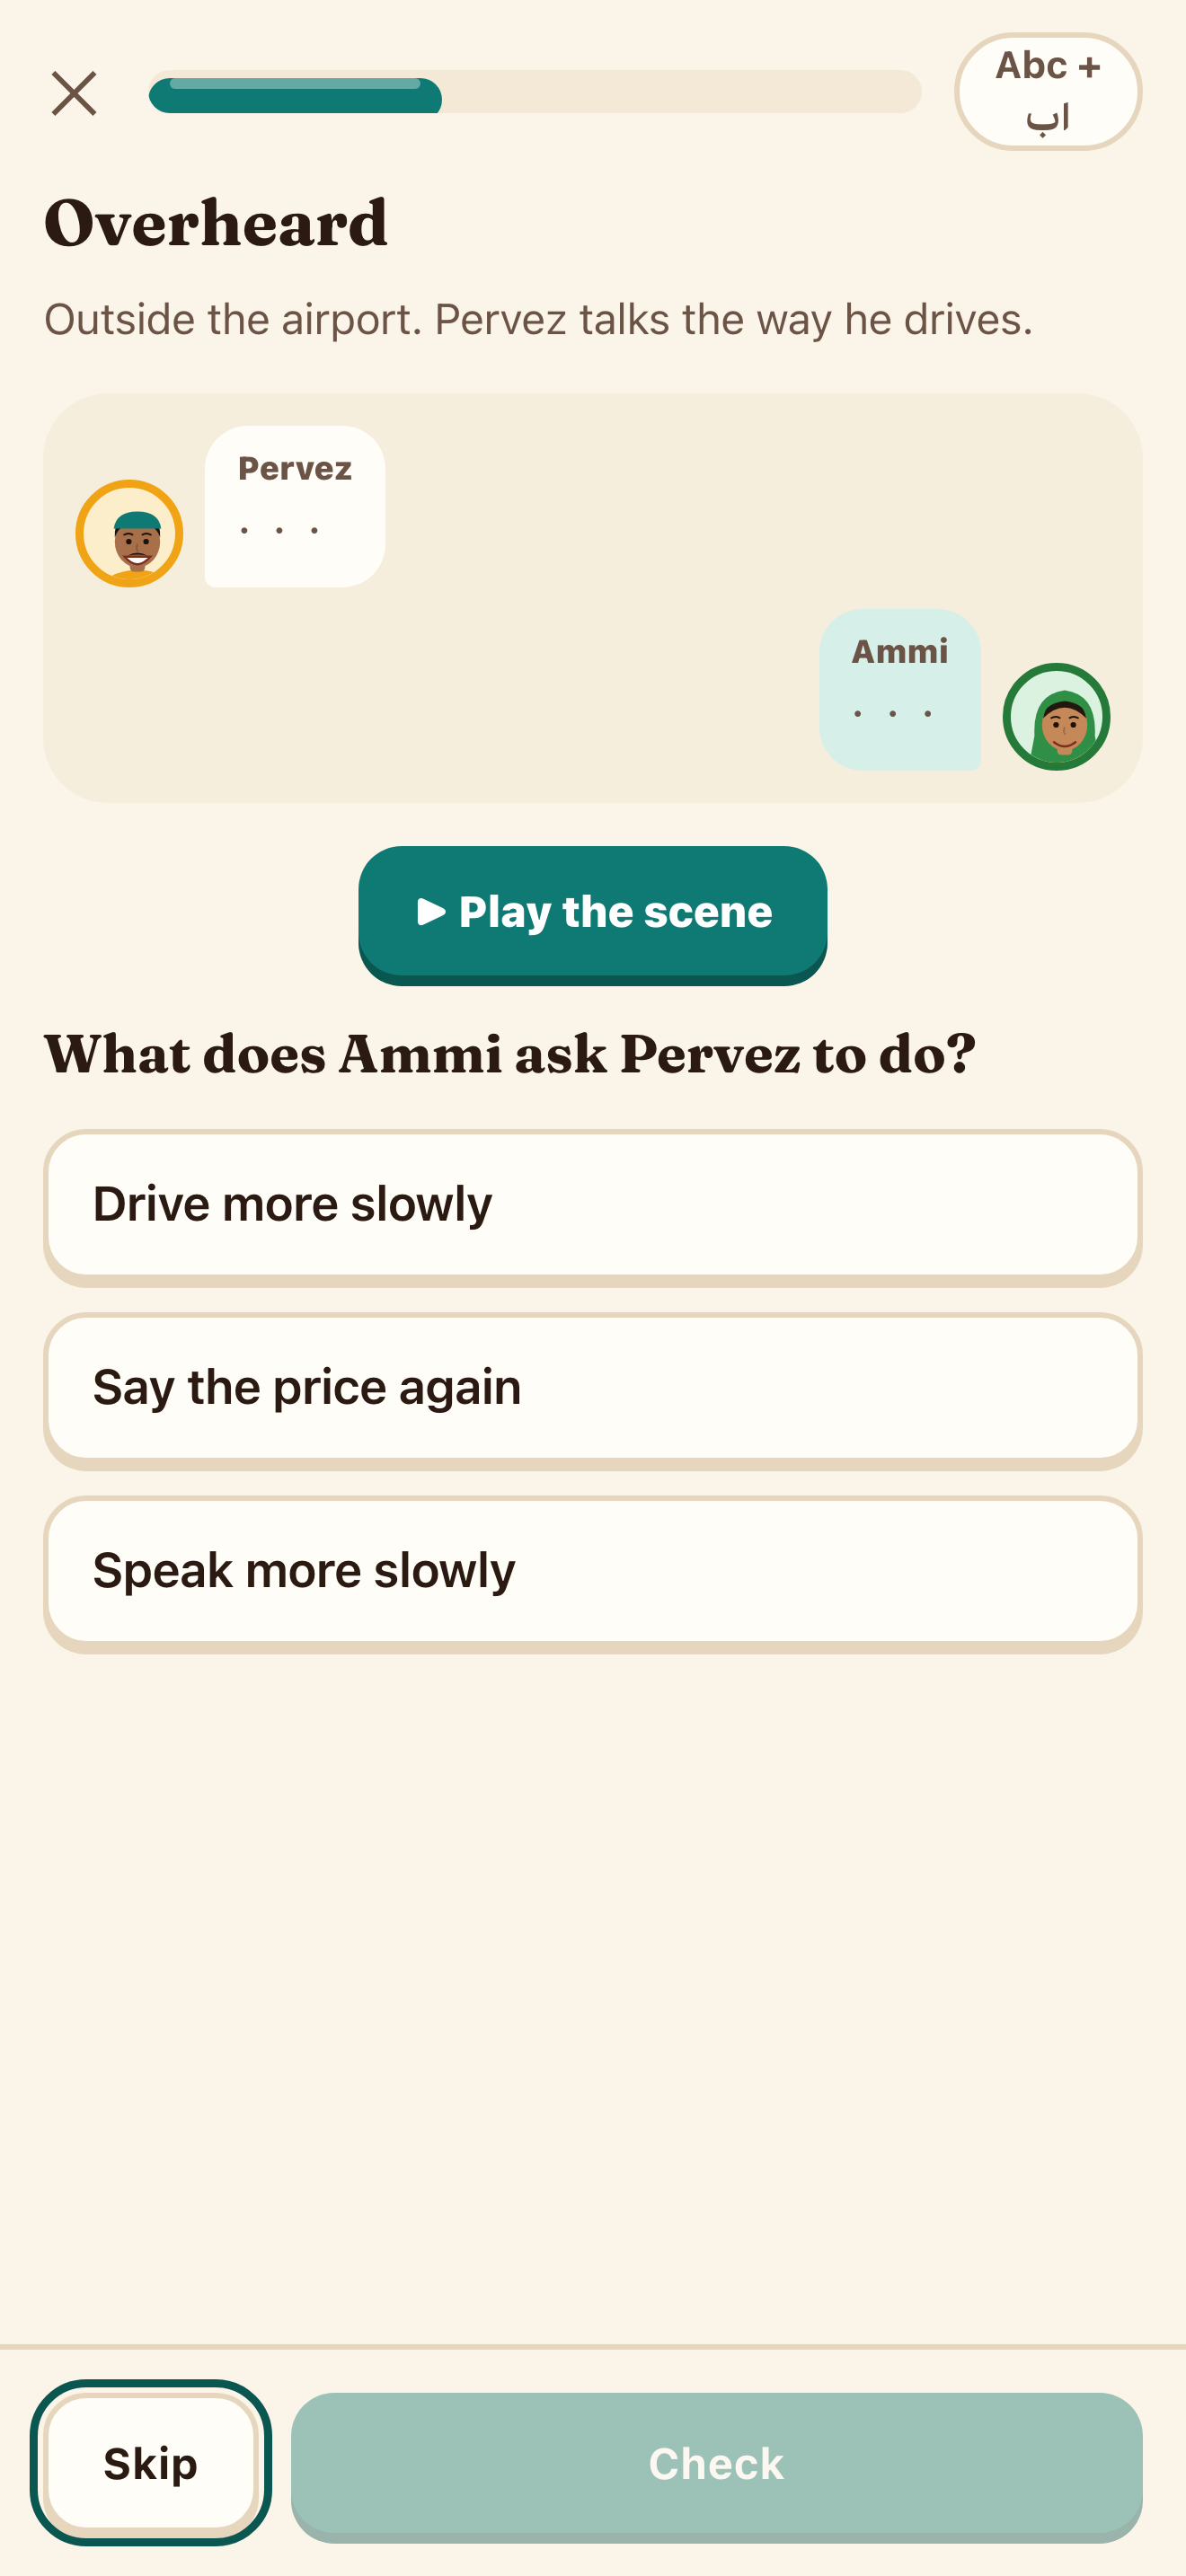 Abc +
اب
Overheard
Outside the airport. Pervez talks the way he drives.
Pervez
. . .
Ammi
. . .
Play the scene
What does Ammi ask Pervez to do?
Drive more slowly
Say the price again
Speak more slowly
Skip
Check